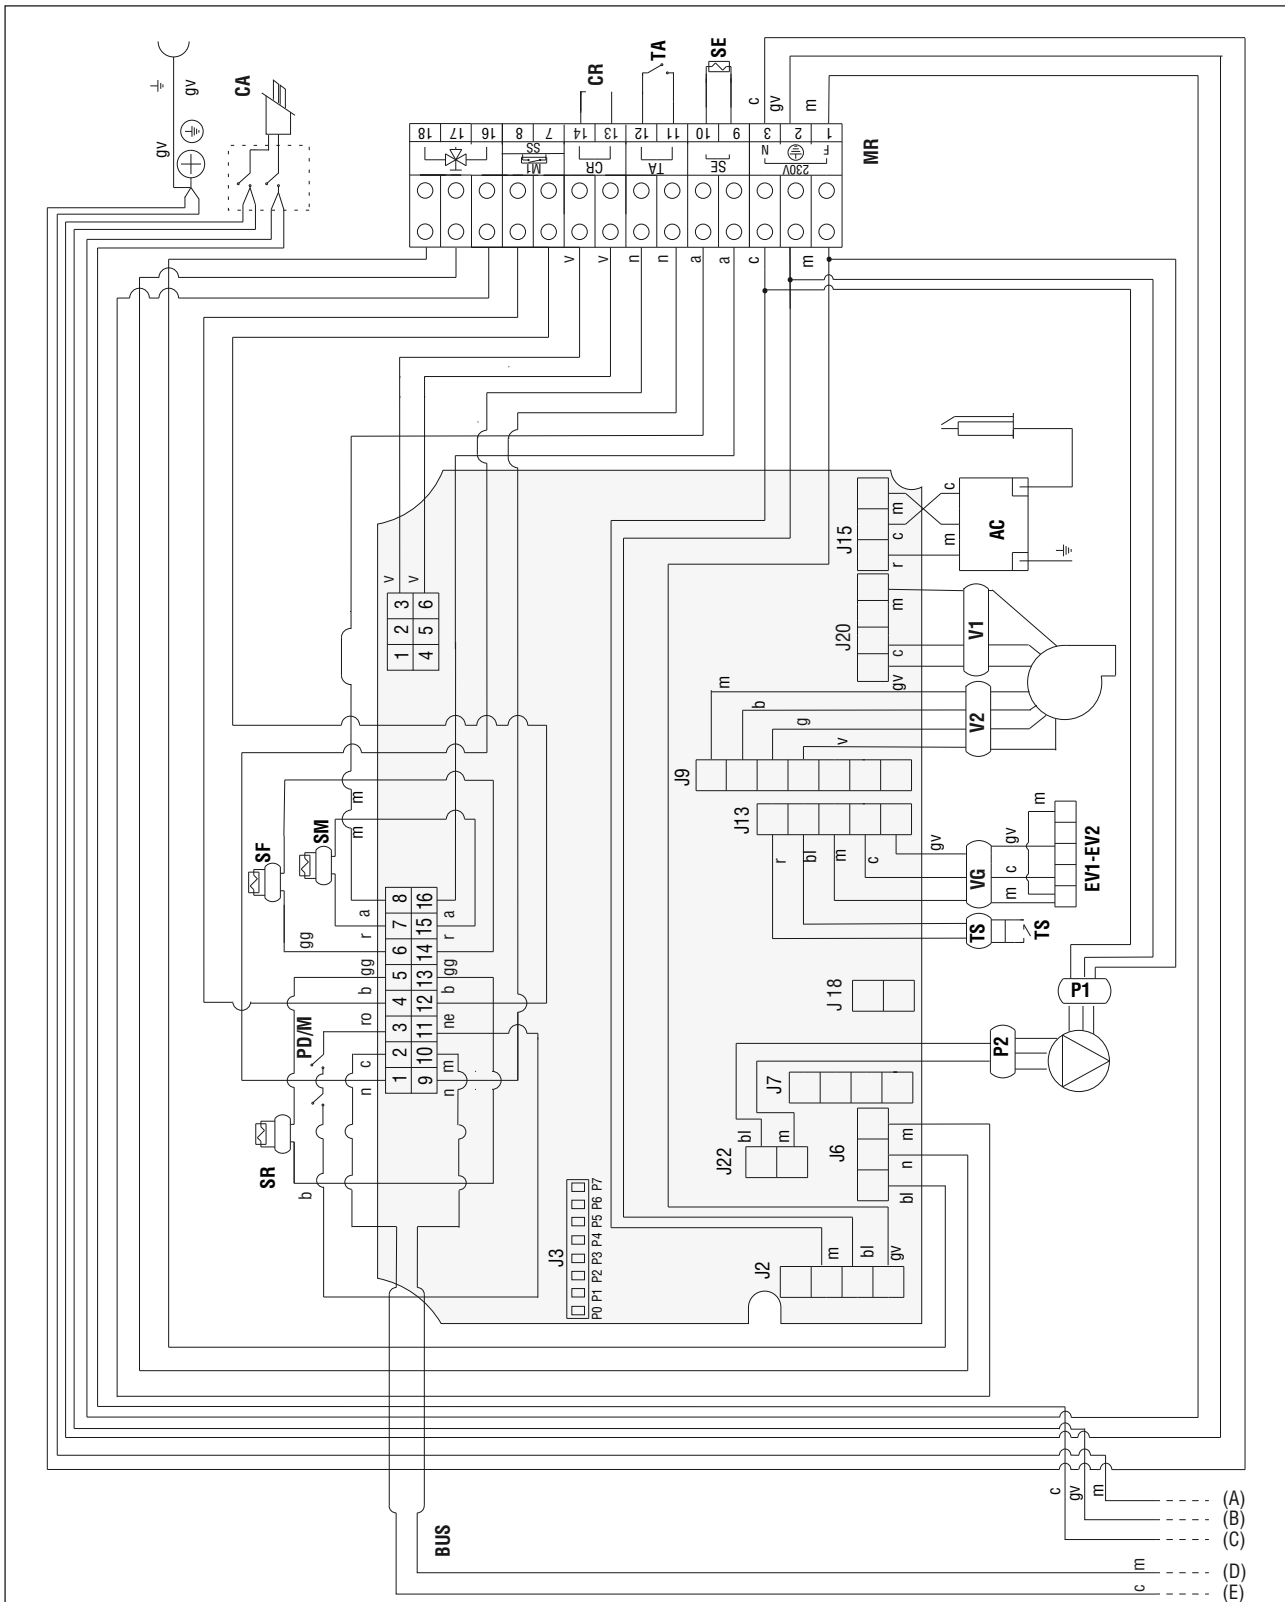 gv
gv
CA
CR
TA
SE
c
gv
m
18 17 16 8 7 14 13 12 11 10 9 3 2 1
SS
M1
CR
TA
SE
N
F
230V
MR
v
v
n
n
a
a
c
m
v
v
3
6
2
5
1
4
J15
m
c
r
c
m
AC
J20
m
c
gv
V1
m
b
g
v
V2
J9
J13
r
bl
m
c
gv
VG
gv
c
m
m
EV1-EV2
TS
TS
SF
SM
m
m
gg
r
a
8 16
7 15
6 14
5 13
4 12
3 11
2 10
1 9
gg
b
ro
c
n
a
r
gg
b
ne
m
n
PD/M
SR
b
J 18
P1
P2
J7
J22
bl
m
J6
m
n
bl
J3
P0 P1 P2 P3 P4 P5 P6 P7
J2
m
bl
gv
BUS
c
gv
m
(A)
(B)
(C)
m
(D)
c
(E)